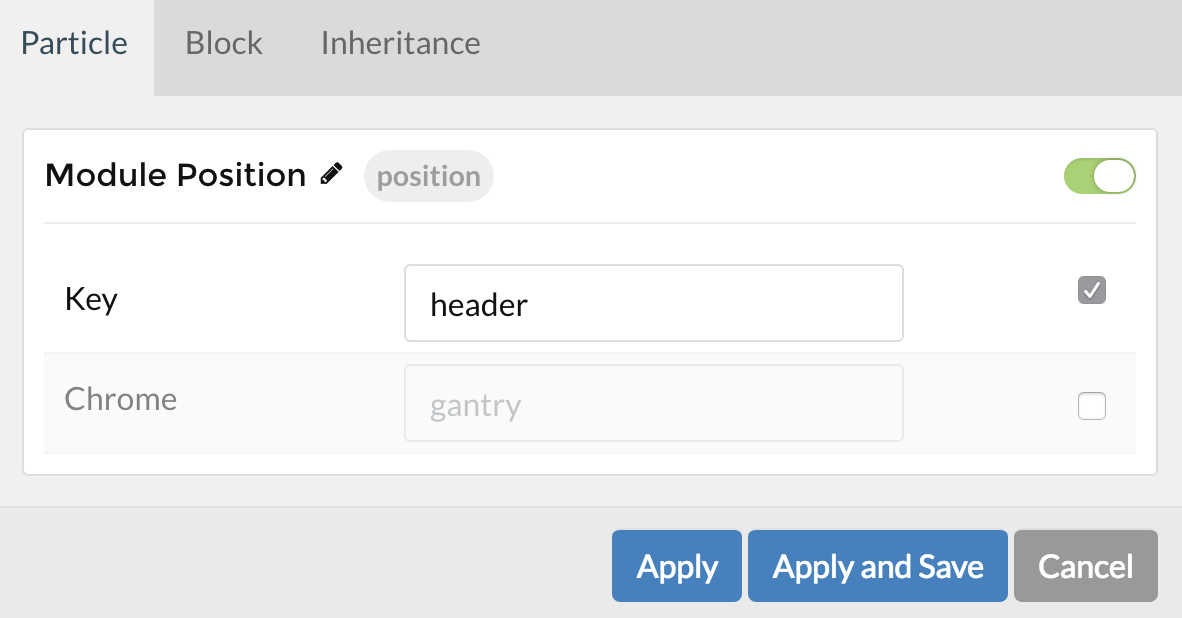 Particle Block Inheritance
Module Position position
Key header
Chrome gantry
Apply Apply and Save Cancel